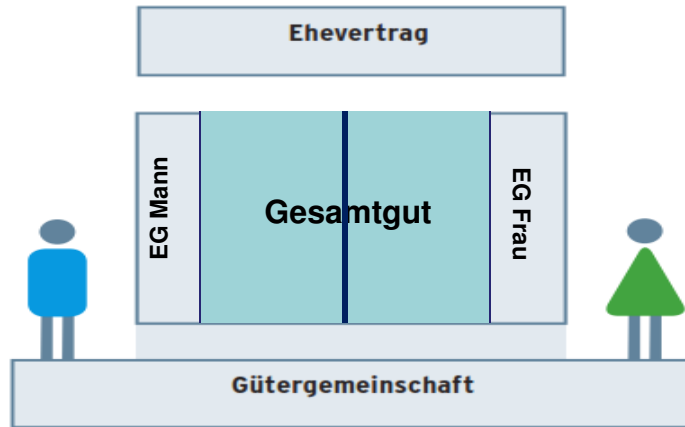 Ehevertrag
EG Mann
Gesamtgut
EG Frau
Gütergemeinschaft